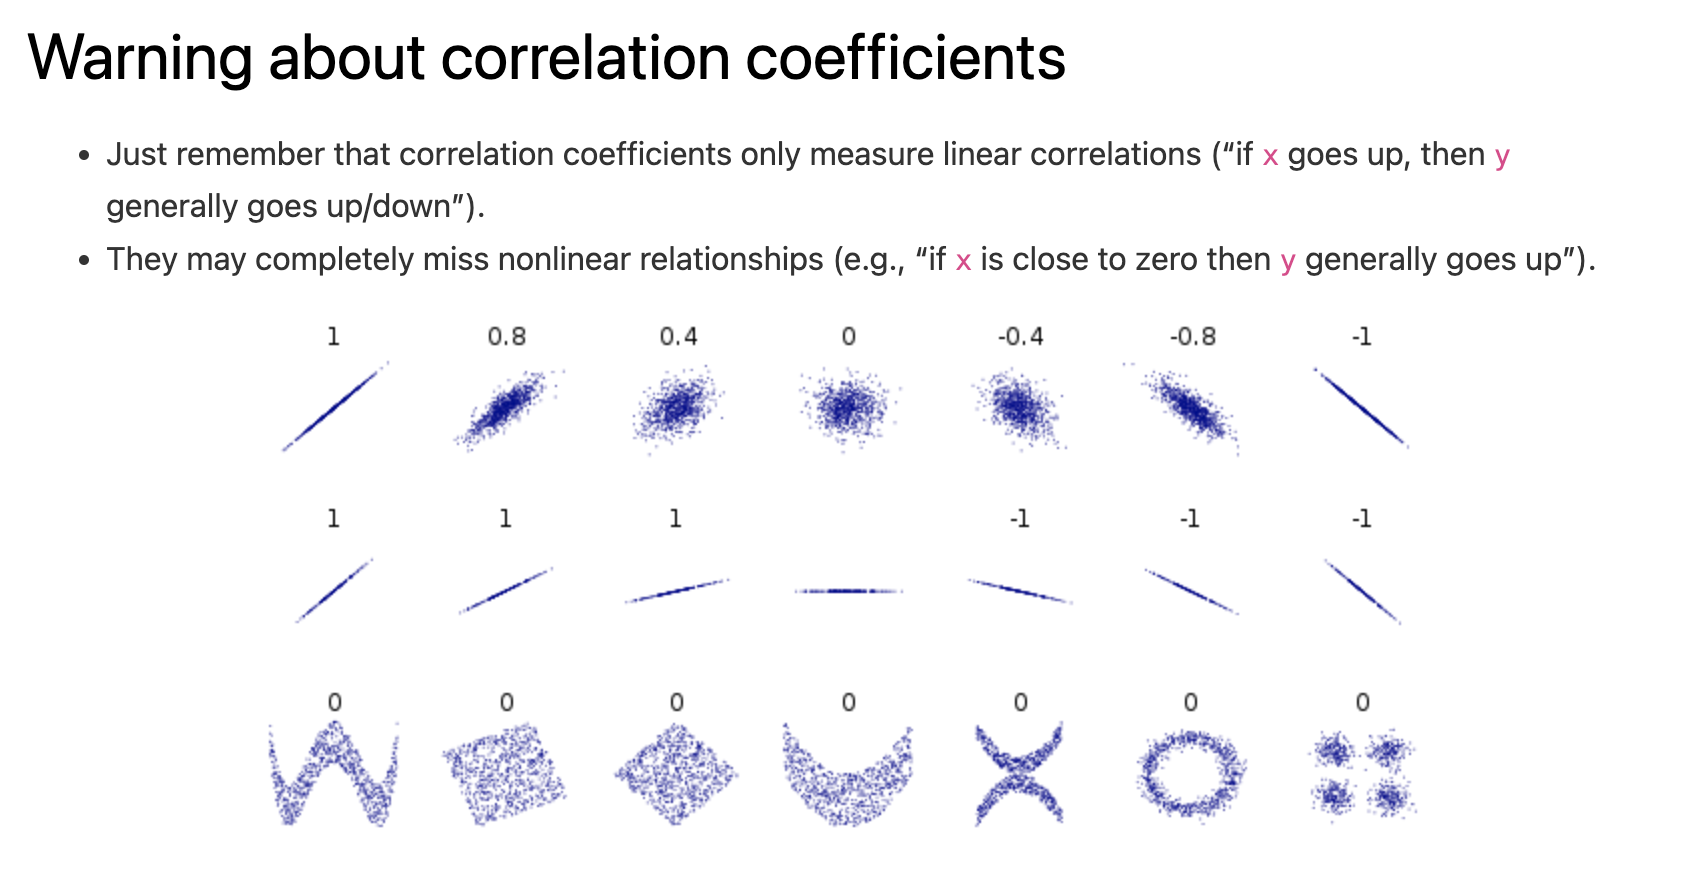 Warning about correlation coefficients
• Just remember that correlation coefficients only measure linear correlations (“if x goes up, then y
generally goes up/down”).
• They may completely miss nonlinear relationships (e.g., “if x is close to zero then y generally goes up”).
1 0.8 0.4 0 -0.4 -0.8 -1
1 1 1 -1 -1 -1
0 0 0 0 0 0 0